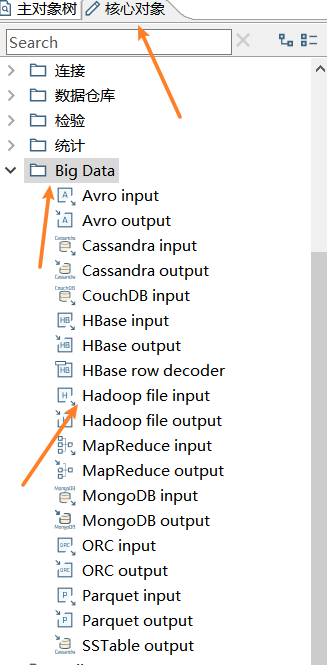 主对象树 核心对象
Search
连接
数据仓库
检验
统计
Big Data
Avro input
Avro output
Cassandra input
Cassandra output
CouchDB input
HBase input
HBase output
HBase row decoder
Hadoop file input
Hadoop file output
MapReduce input
MapReduce output
MongoDB input
MongoDB output
ORC input
ORC output
Parquet input
Parquet output
SSTable output